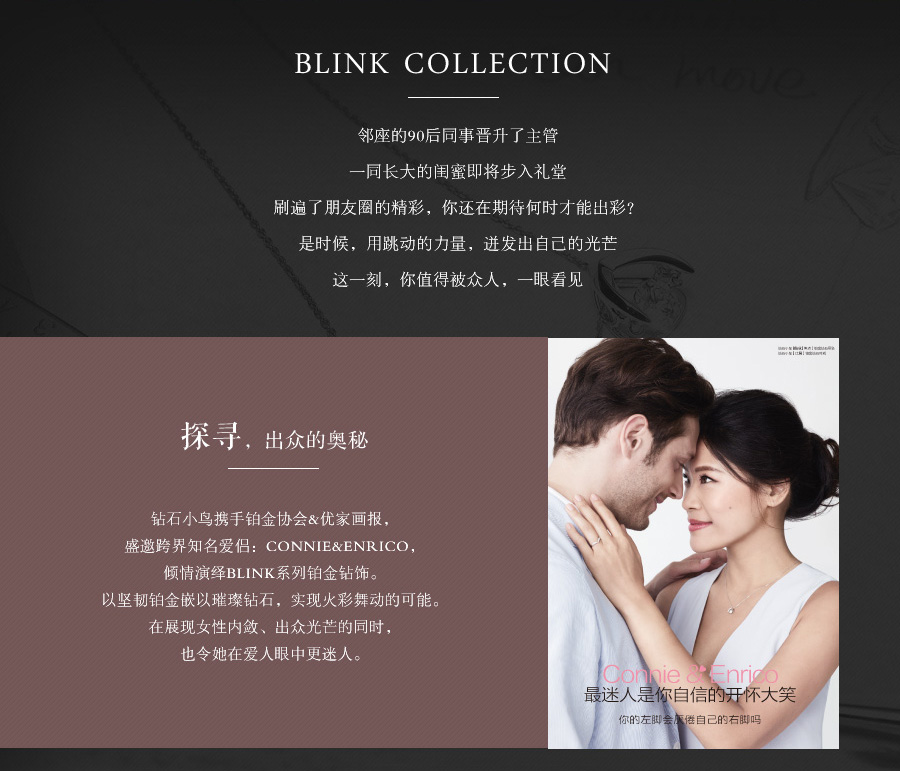 BLINK COLLECTION
move
邻座的90后同事晋升了主管
一同长大的闺蜜即将步入礼堂
刷遍了朋友圈的精彩，你还在期待何时才能出彩？
是时候，用跳动的力量，迸发出自己的光芒
这一刻，你值得被众人，一眼看见
探寻，出众的奥秘
钻石小鸟携手铂金协会&优家画报，
盛邀跨界知名爱侣：CONNIE&ENRICO，
倾情演绎BLINK系列铂金钻饰。
以坚韧铂金嵌以璀璨钻石，实现火彩舞动的可能。
在展现女性内敛、出众光芒的同时，
也令她在爱人眼中更迷人。
Connie & Enrico
最迷人是你自信的开怀大笑
你的左脚会厌倦自己的右脚吗